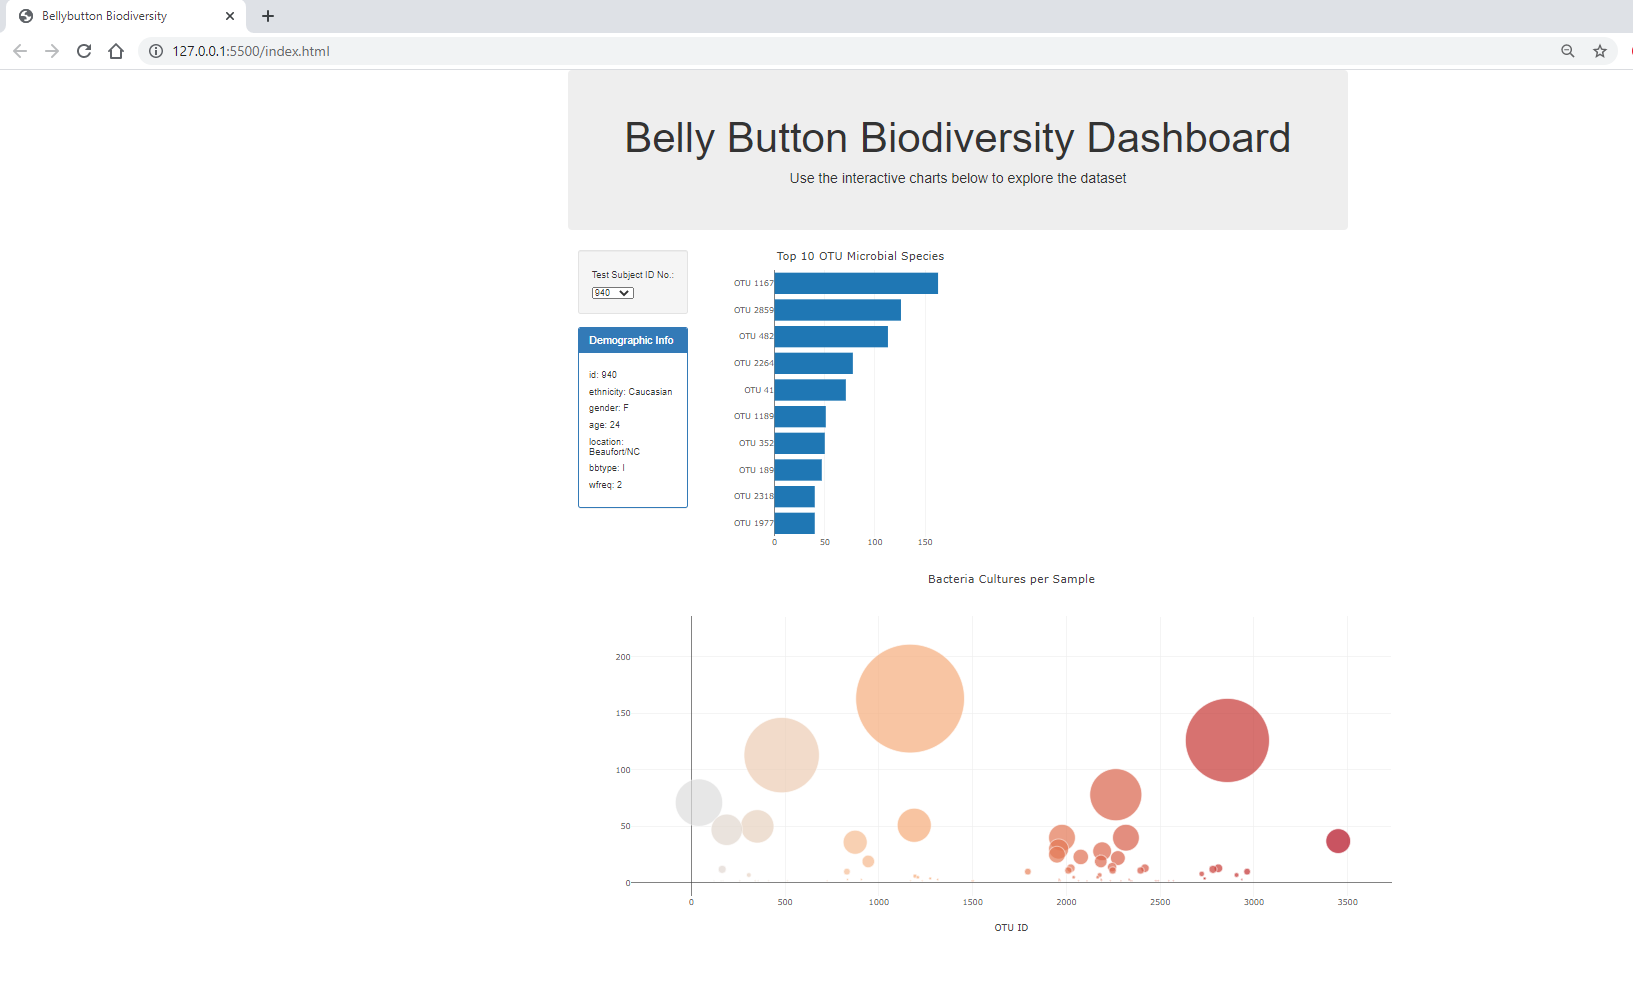 Bellybutton Biodiversity
127.0.0.1:5500/index.html
Belly Button Biodiversity Dashboard
Use the interactive charts below to explore the dataset
Test Subject ID No.:
940
Demographic Info
id: 940
ethnicity: Caucasian
gender: F
age: 24
location:
Beaufort/NC
bbtype: I
wfreq: 2
Top 10 OTU Microbial Species
OTU 1167
OTU 2859
OTU 482
OTU 2264
OTU 41
OTU 1189
OTU 352
OTU 189
OTU 2318
OTU 1977
0 50 100 150
Bacteria Cultures per Sample
200
150
100
50
0
0 500 1000 1500 2000 2500 3000 3500
OTU ID